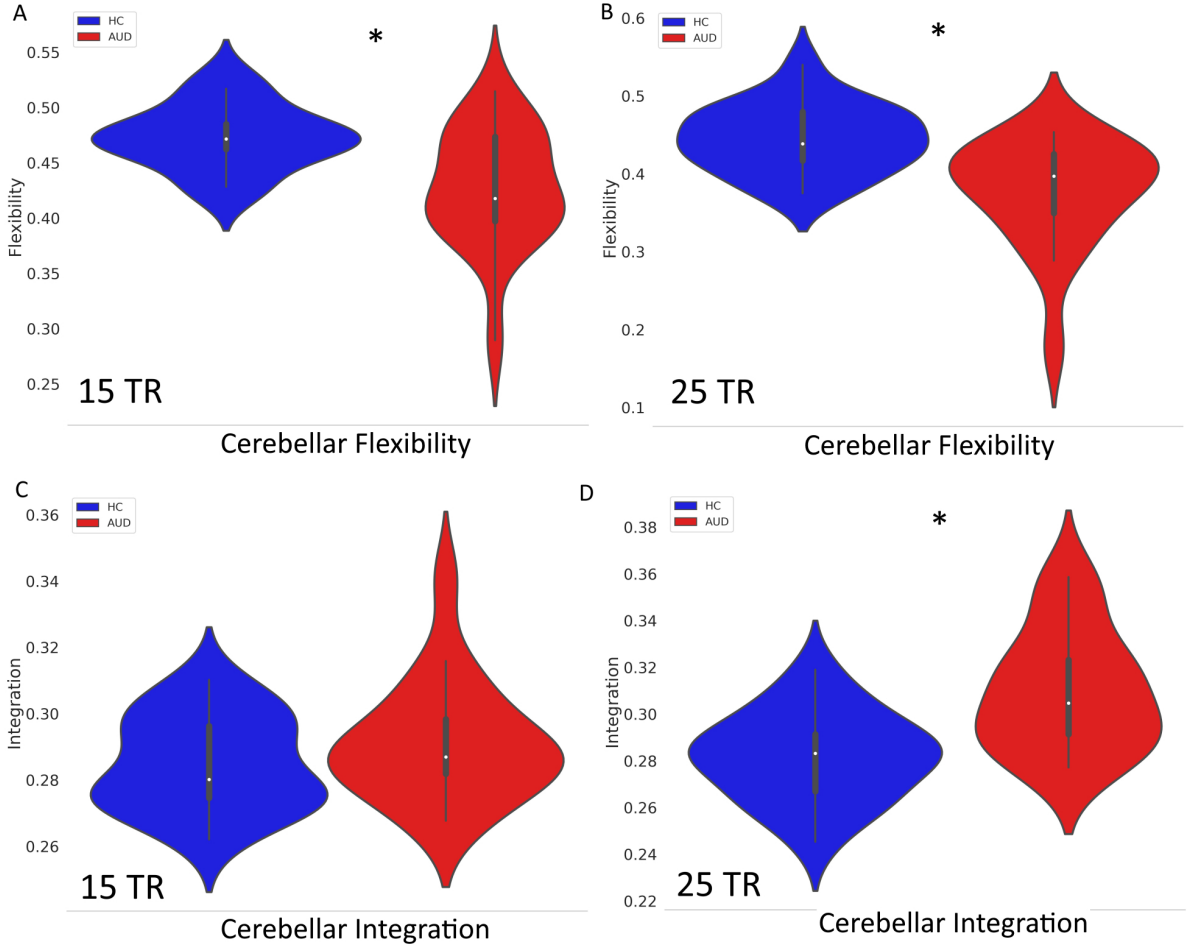 A
HC
AUD
*
0.55
0.50
0.45
0.40
0.35
0.30
0.25
Flexibility
15 TR
Cerebellar Flexibility
B
HC
AUD
*
0.6
0.5
0.4
0.3
0.2
0.1
Flexibility
25 TR
Cerebellar Flexibility
C
HC
AUD
0.36
0.34
0.32
0.30
0.28
0.26
Integration
15 TR
Cerebellar Integration
D
HC
AUD
*
0.38
0.36
0.34
0.32
0.30
0.28
0.26
0.24
0.22
Integration
25 TR
Cerebellar Integration